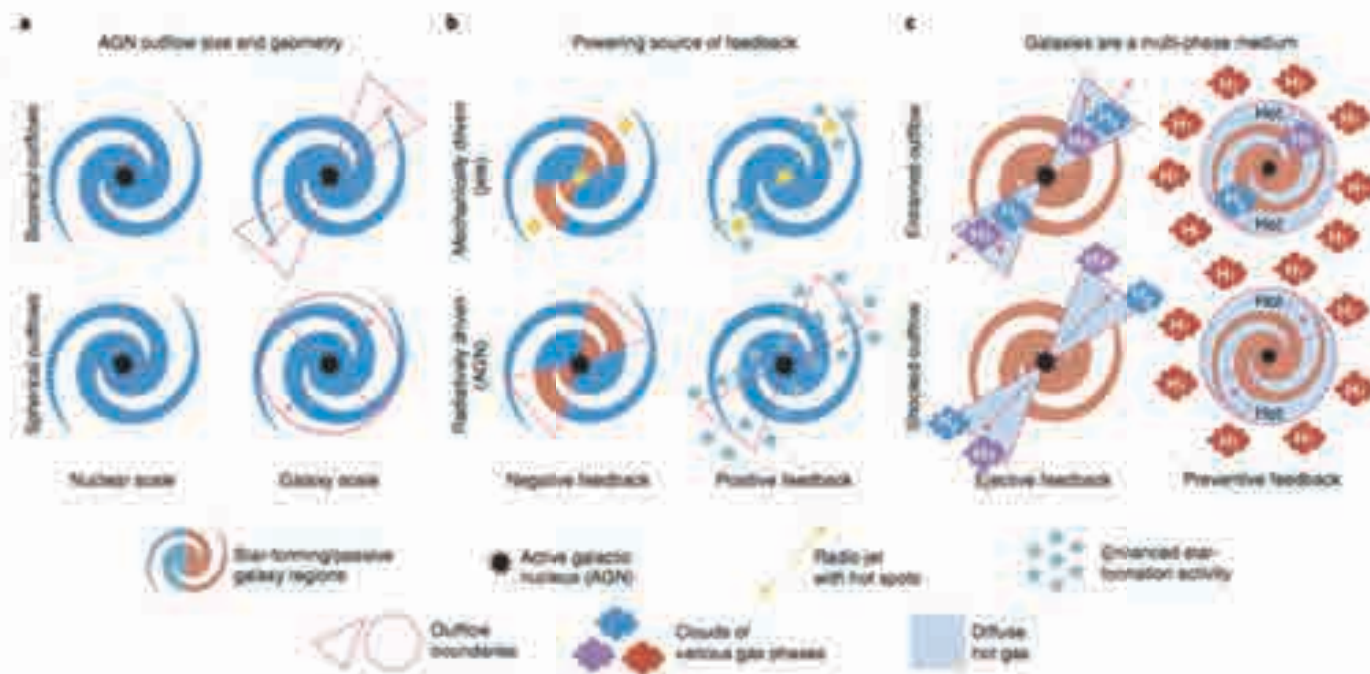 a
AGN outflow size and geometry
b
Powering source of feedback
c
Galaxies are a multi-phase medium
Biconical outflows
Spherical outflows
Nuclear scale
Galaxy scale
Mechanically driven
(jet)
Radiatively driven
(AGN)
Negative feedback
Positive feedback
Entrained outflow
Shocked outflow
Hot
Hot
Hot
Hot
Ejective feedback
Preventive feedback
Star-forming/passive
galaxy regions
Active galactic
nucleus (AGN)
Radio jet
with hot spots
Enhanced star-
formation activity
Outflow
boundaries
Clouds of
various gas phases
Diffuse
hot gas